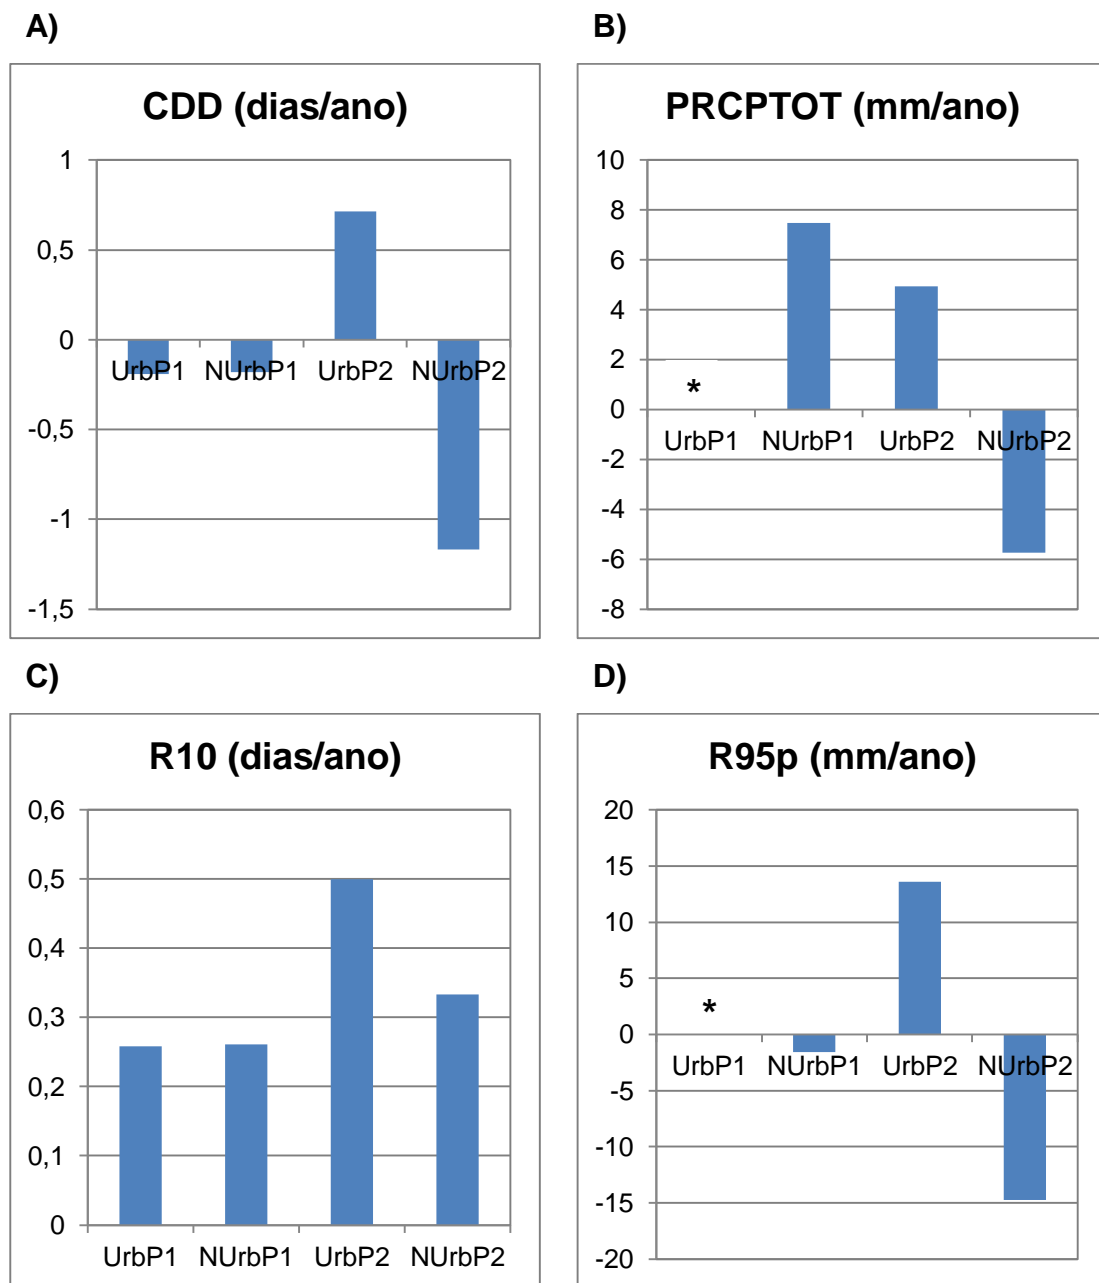 A)
CDD (dias/ano)
1
0,5
0
-0,5
-1
-1,5
UrbP1 NUrbP1 UrbP2 NUrbP2
B)
PRCPTOT (mm/ano)
10
8
6
4
2
0
-2
-4
-6
-8
*
UrbP1 NUrbP1 UrbP2 NUrbP2
C)
R10 (dias/ano)
0,6
0,5
0,4
0,3
0,2
0,1
0
UrbP1 NUrbP1 UrbP2 NUrbP2
D)
R95p (mm/ano)
20
15
10
5
0
-5
-10
-15
-20
*
UrbP1 NUrbP1 UrbP2 NUrbP2